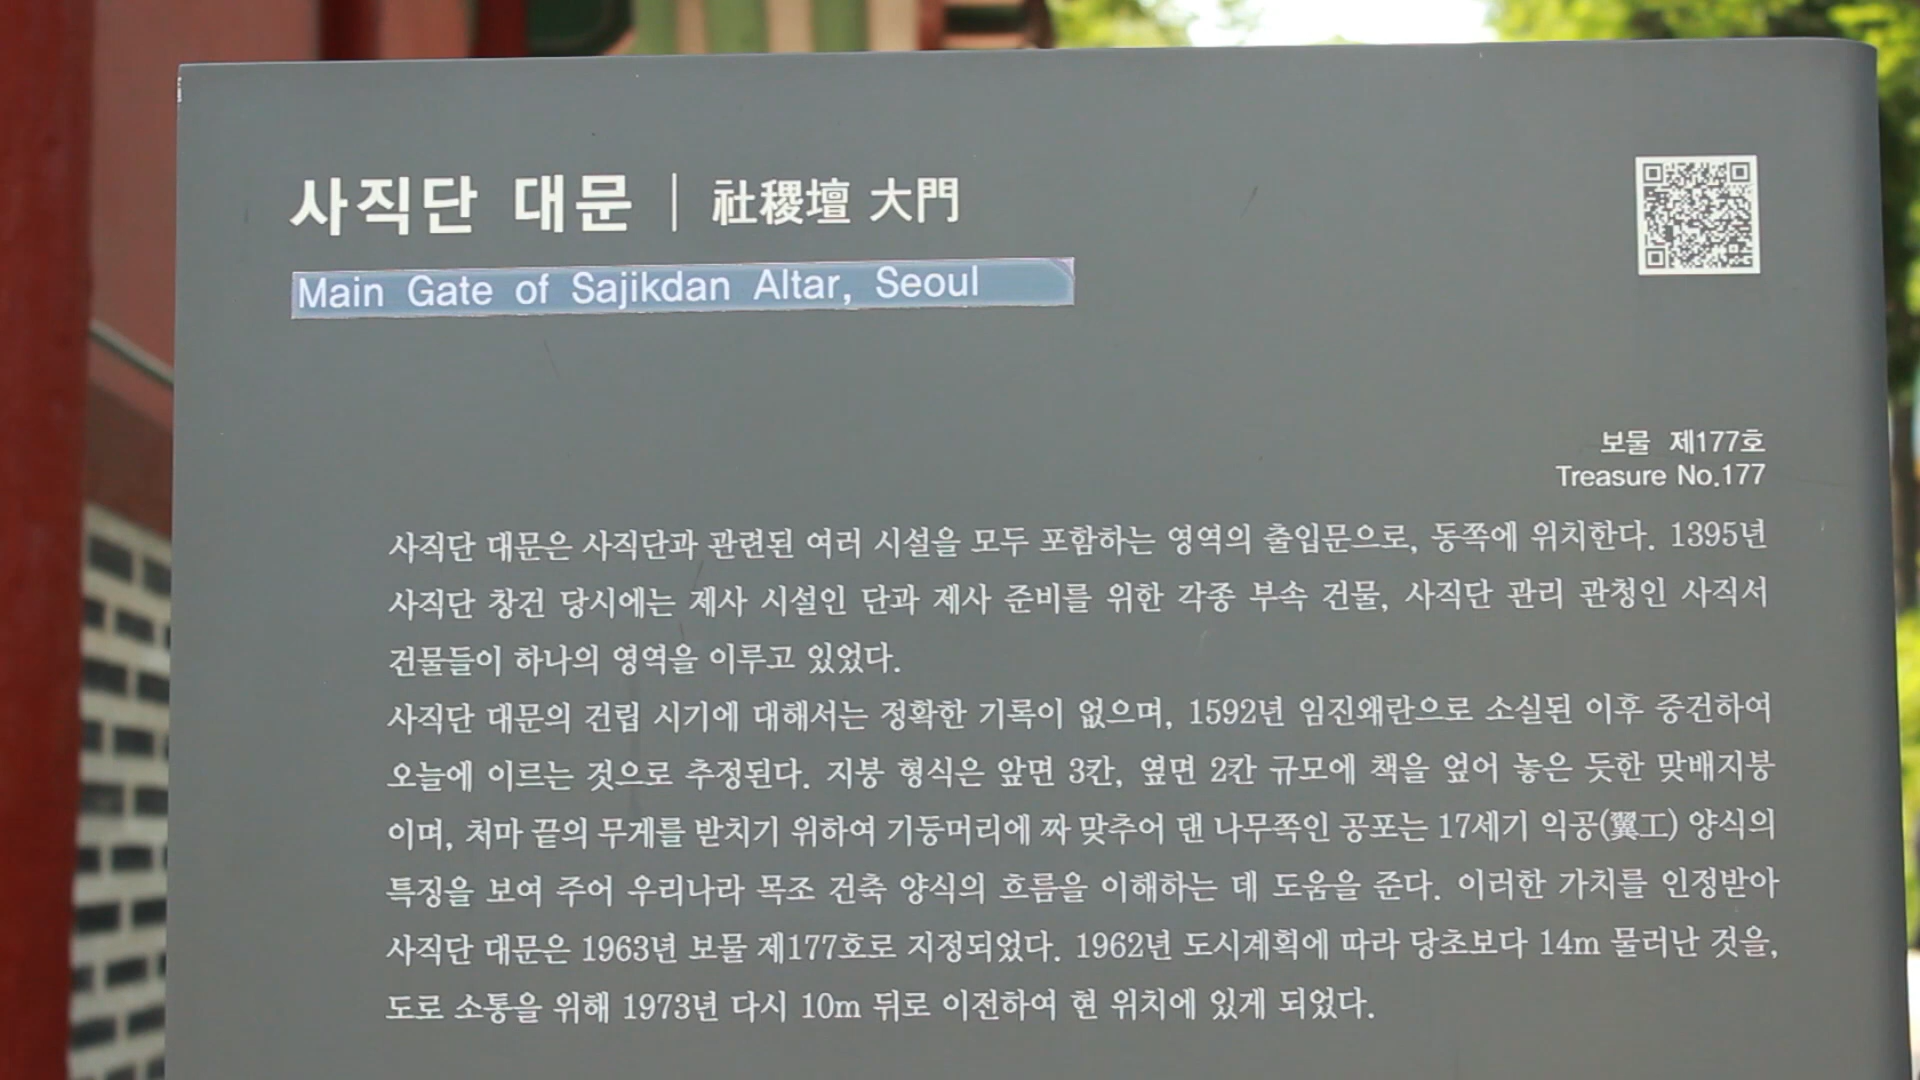 사직단 대문 | 社稷壇 大門
Main Gate of Sajikdan Altar, Seoul
보물 제177호
Treasure No.177
사직단 대문은 사직단과 관련된 여러 시설을 모두 포함하는 영역의 출입문으로, 동쪽에 위치한다. 1395년
사직단 창건 당시에는 제사 시설인 단과 제사 준비를 위한 각종 부속 건물, 사직단 관리 관청인 사직서
건물들이 하나의 영역을 이루고 있었다.
사직단 대문의 건립 시기에 대해서는 정확한 기록이 없으며, 1592년 임진왜란으로 소실된 이후 중건하여
오늘에 이르는 것으로 추정된다. 지붕 형식은 앞면 3칸, 옆면 2칸 규모에 책을 엎어 놓은 듯한 맞배지붕
이며, 처마 끝의 무게를 받치기 위하여 기둥머리에 짜 맞추어 댄 나무쪽인 공포는 17세기 익공(翼工) 양식의
특징을 보여 주어 우리나라 목조 건축 양식의 흐름을 이해하는 데 도움을 준다. 이러한 가치를 인정받아
사직단 대문은 1963년 보물 제177호로 지정되었다. 1962년 도시계획에 따라 당초보다 14m 물러난 것을,
도로 소통을 위해 1973년 다시 10m 뒤로 이전하여 현 위치에 있게 되었다.